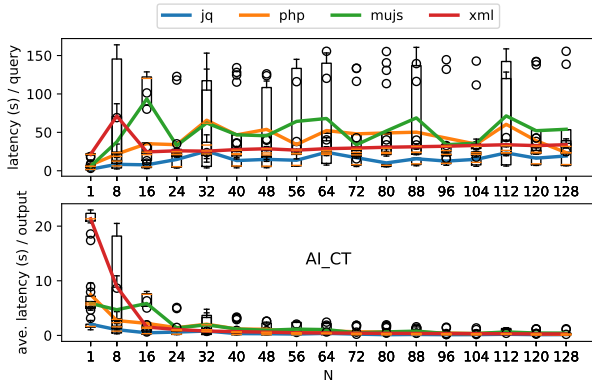 jq php mujs xml
latency (s) / query
150
100
50
0
1 8 16 24 32 40 48 56 64 72 80 88 96 104 112 120 128
ave. latency (s) / output
20
10
0
AI_CT
1 8 16 24 32 40 48 56 64 72 80 88 96 104 112 120 128
N